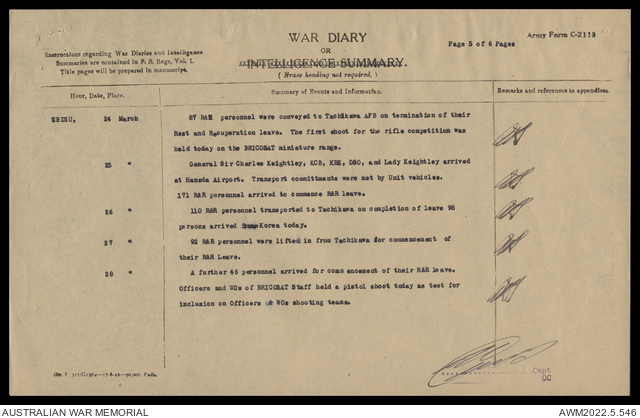 WAR DIARY
OR
INTELLIGENCE SUMMARY.
(Erase heading not required.)
Army Form C-2118
Page 5 of 6 Pages
Instructions regarding War Diaries and Intelligence
Summaries are contained in F. S. Regs, Vol. 1.
Title pages will be prepared in manuscript.
Hour, Date, Place.
Summary of Events and Information.
Remarks and references to appendices.
EBISU, 24 March 87 R&R personnel were conveyed to Tachikawa AFB on termination of their
Rest and Recuperation leave. The first shoot for the rifle competition was
held today on the BRICOSAT miniature range.
25 " General Sir Charles Keightley, KCB, KBE, DSO, and Lady Keightley arrived
at Haneda Airport. Transport committments were met by Unit vehicles.
171 R&R personnel arrived to commence R&R leave.
26 " 110 R&R personnel transported to Tachikawa on completion of leave 98
persons arrived from Korea today.
27 " 92 R&R personnel were lifted in from Tachikawa for commencement of
their R&R Leave.
28 " A further 46 personnel arrived for commencement of their R&R leave.
Officers and WOs of BRICOSAT Staff held a pistol shoot today as test for
inclusion on Officers or WOs shooting teams.
Capt
OC
AUSTRALIAN WAR MEMORIAL
AWM2022.5.546